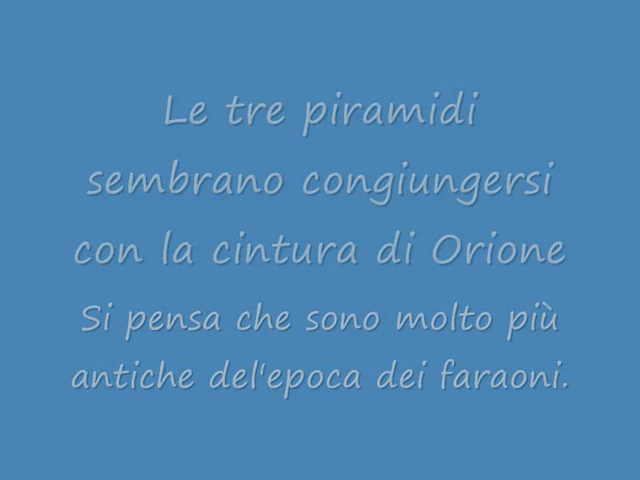 Le tre piramidi
sembrano congiungersi
con la cintura di Orione
Si pensa che sono molto più
antiche del'epoca dei faraoni.